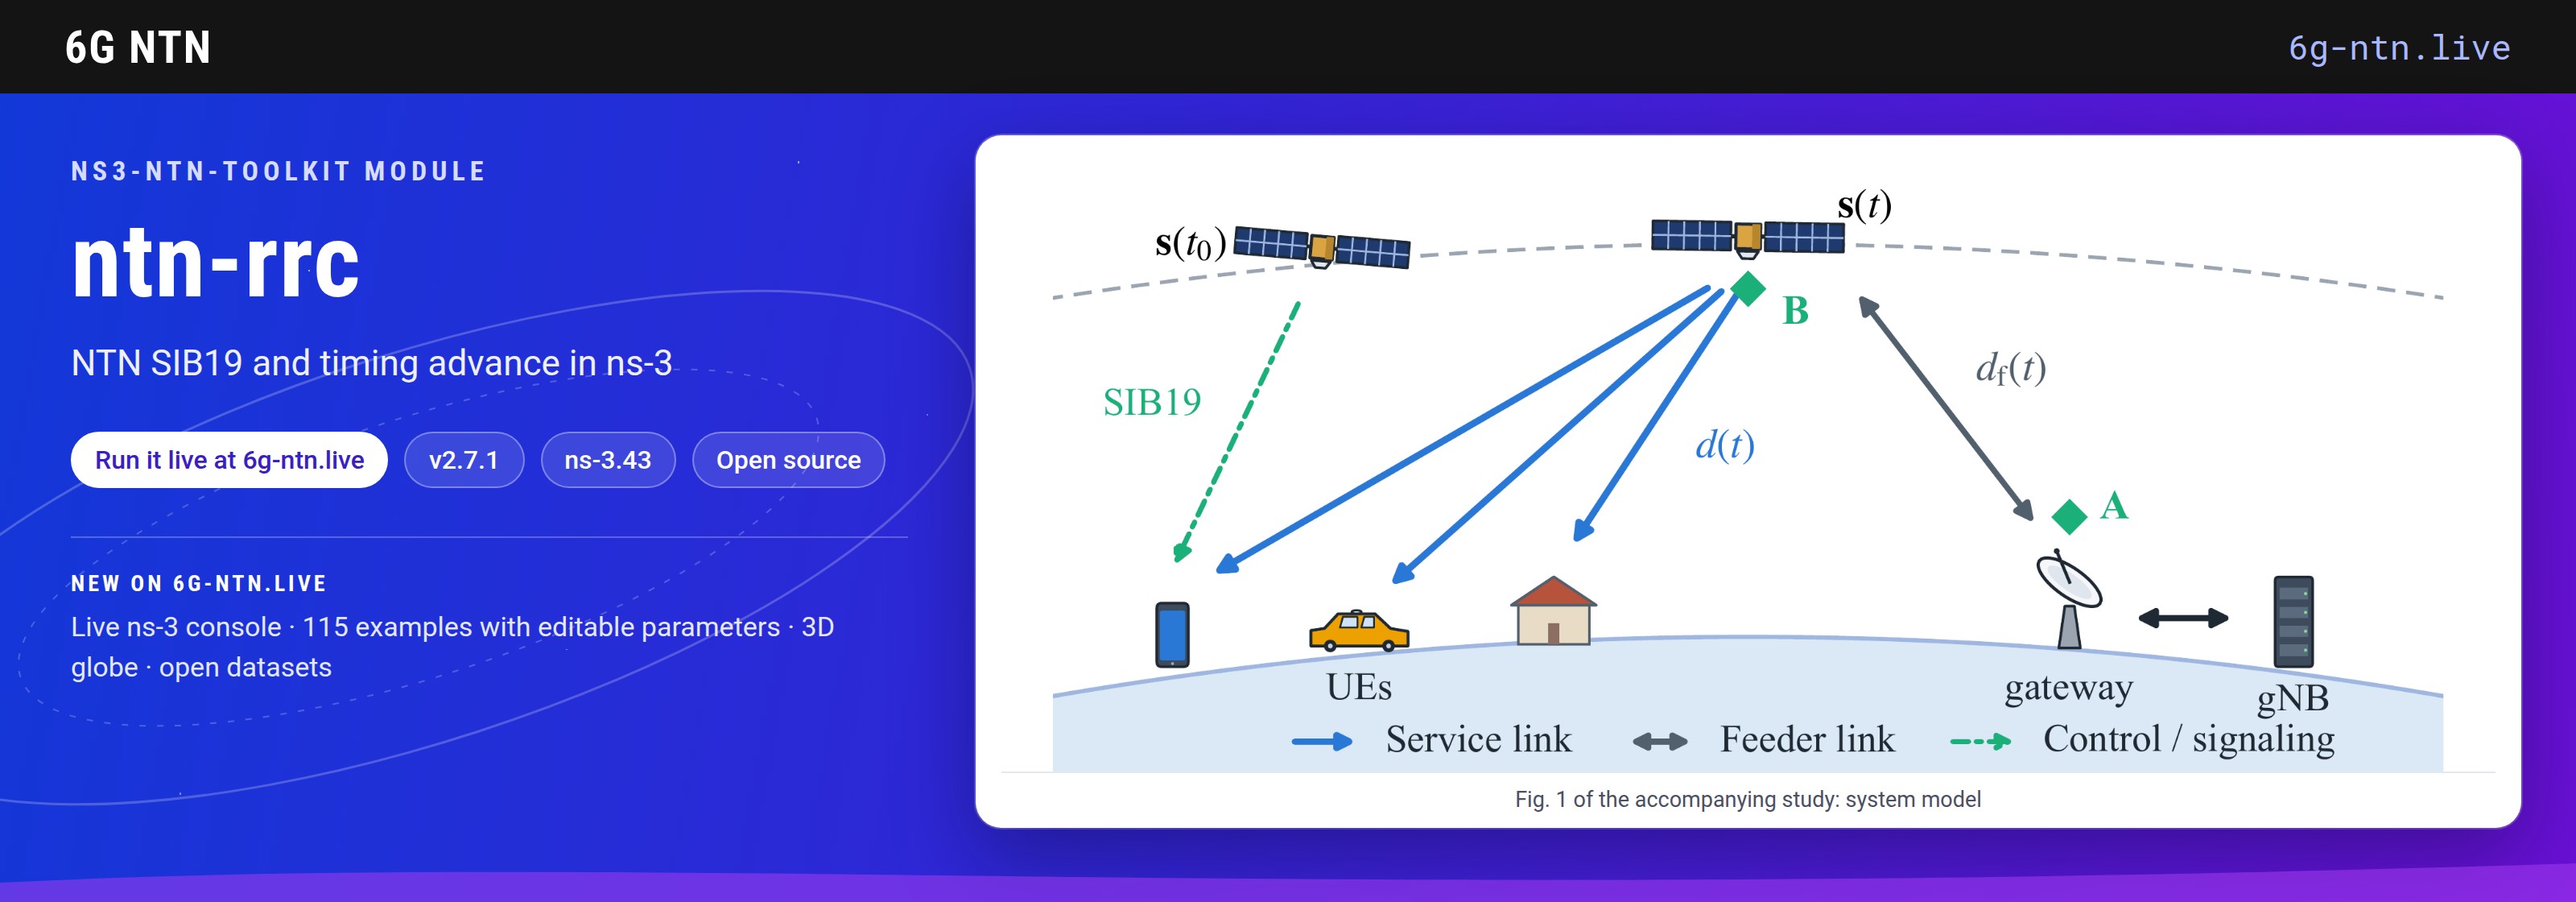 6G NTN
6g-ntn.live
NS3-NTN-TOOLKIT MODULE
ntn-rrc
NTN SIB19 and timing advance in ns-3
Run it live at 6g-ntn.live
v2.7.1
ns-3.43
Open source
NEW ON 6G-NTN.LIVE
Live ns-3 console · 115 examples with editable parameters · 3D
globe · open datasets
s(t₀)
s(t)
B
SIB19
d(t)
d_f(t)
A
UEs
gateway
gNB
Service link
Feeder link
Control / signaling
Fig. 1 of the accompanying study: system model